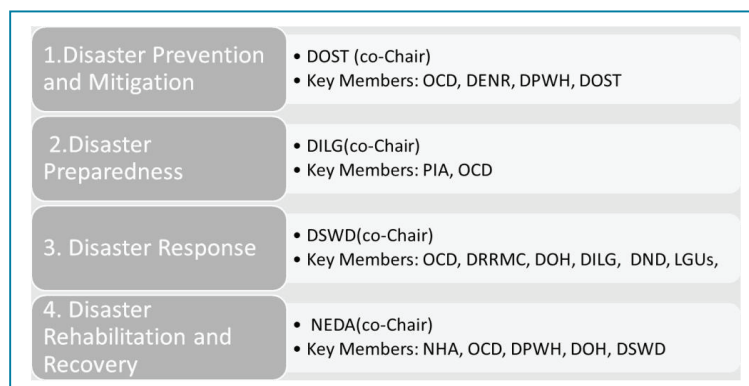 1.Disaster Prevention
and Mitigation
• DOST (co-Chair)
• Key Members: OCD, DENR, DPWH, DOST
2.Disaster
Preparedness
• DILG(co-Chair)
• Key Members: PIA, OCD
3. Disaster Response
• DSWD(co-Chair)
• Key Members: OCD, DRRMC, DOH, DILG, DND, LGUs,
4. Disaster
Rehabilitation and
Recovery
• NEDA(co-Chair)
• Key Members: NHA, OCD, DPWH, DOH, DSWD